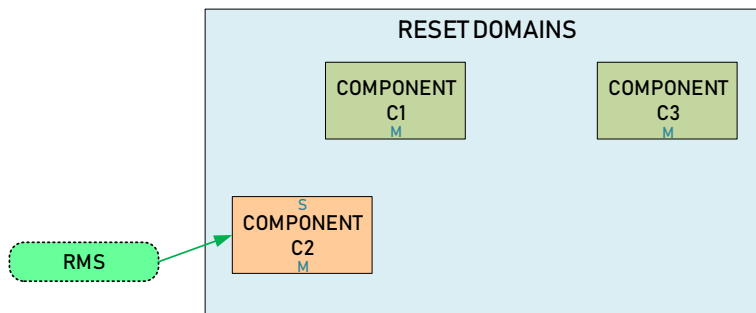 RESET DOMAINS
COMPONENT
C1
M
COMPONENT
C3
M
S
COMPONENT
C2
M
RMS